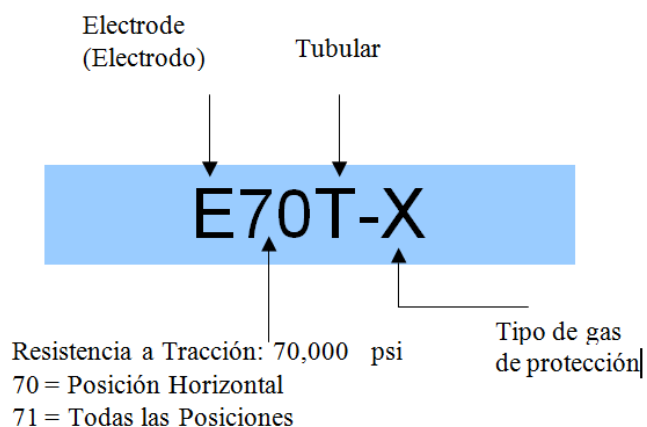 Electrode
(Electrodo)
Tubular
E70T-X
Resistencia a Tracción: 70,000 psi
70 = Posición Horizontal
71 = Todas las Posiciones
Tipo de gas
de protección